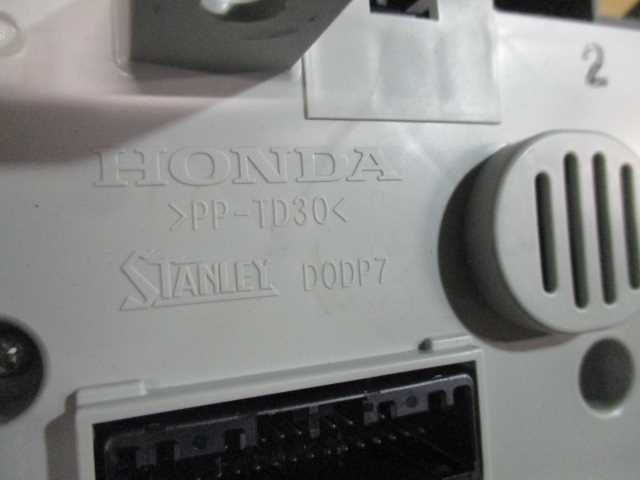 2
HONDA
>PP-TD30<
STANLEY DODP7